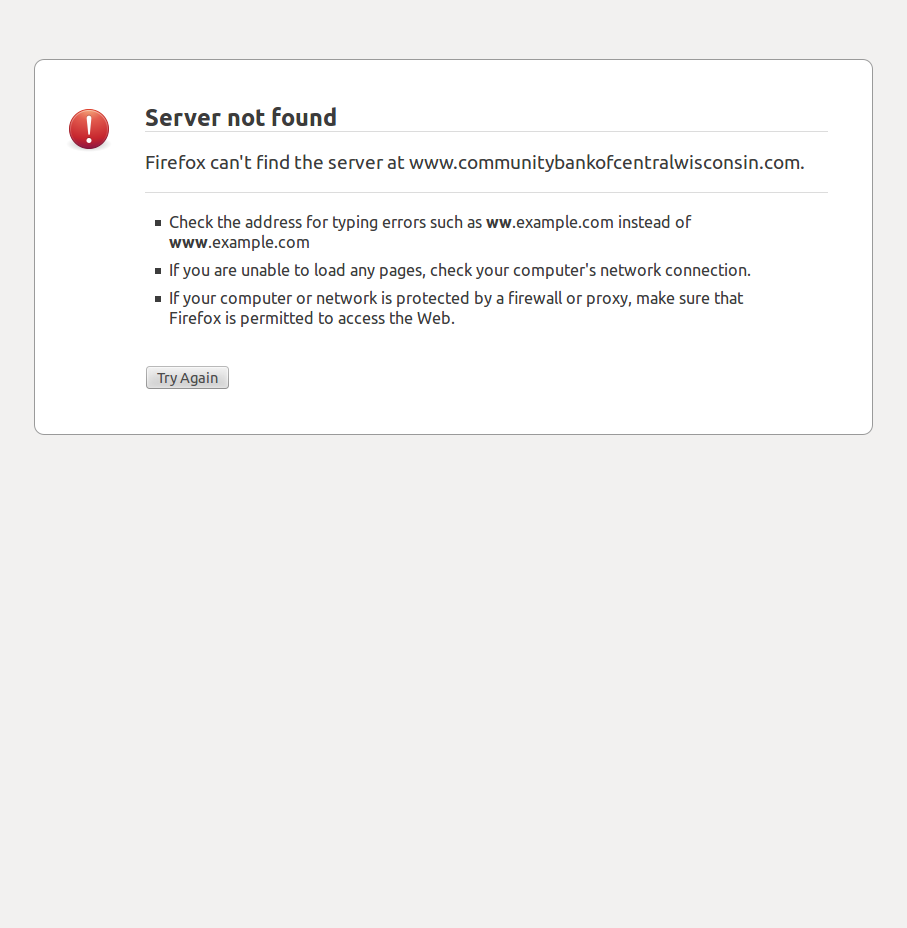 Server not found
Firefox can't find the server at www.communitybankofcentralwisconsin.com.
Check the address for typing errors such as ww.example.com instead of
www.example.com
If you are unable to load any pages, check your computer's network connection.
If your computer or network is protected by a firewall or proxy, make sure that
Firefox is permitted to access the Web.
Try Again